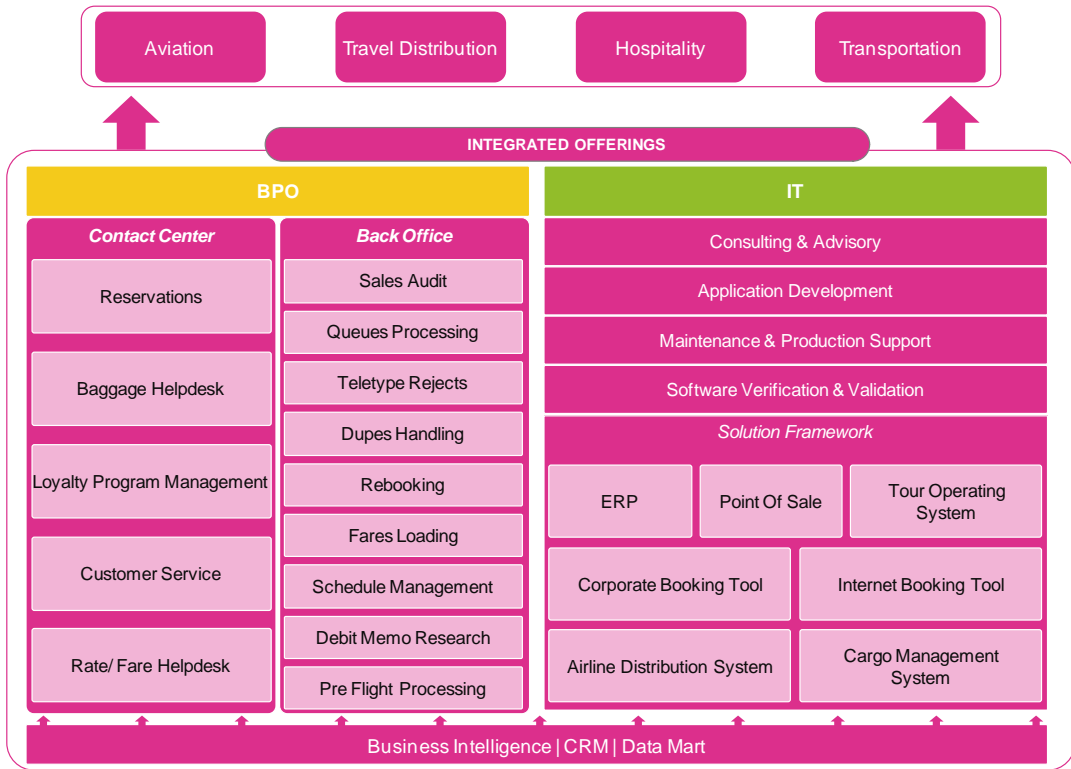 Aviation
Travel Distribution
Hospitality
Transportation
INTEGRATED OFFERINGS
BPO
IT
Contact Center
Reservations
Baggage Helpdesk
Loyalty Program Management
Customer Service
Rate/ Fare Helpdesk
Back Office
Sales Audit
Queues Processing
Teletype Rejects
Dupes Handling
Rebooking
Fares Loading
Schedule Management
Debit Memo Research
Pre Flight Processing
Consulting & Advisory
Application Development
Maintenance & Production Support
Software Verification & Validation
Solution Framework
ERP
Point Of Sale
Tour Operating
System
Corporate Booking Tool
Internet Booking Tool
Airline Distribution System
Cargo Management
System
Business Intelligence | CRM | Data Mart